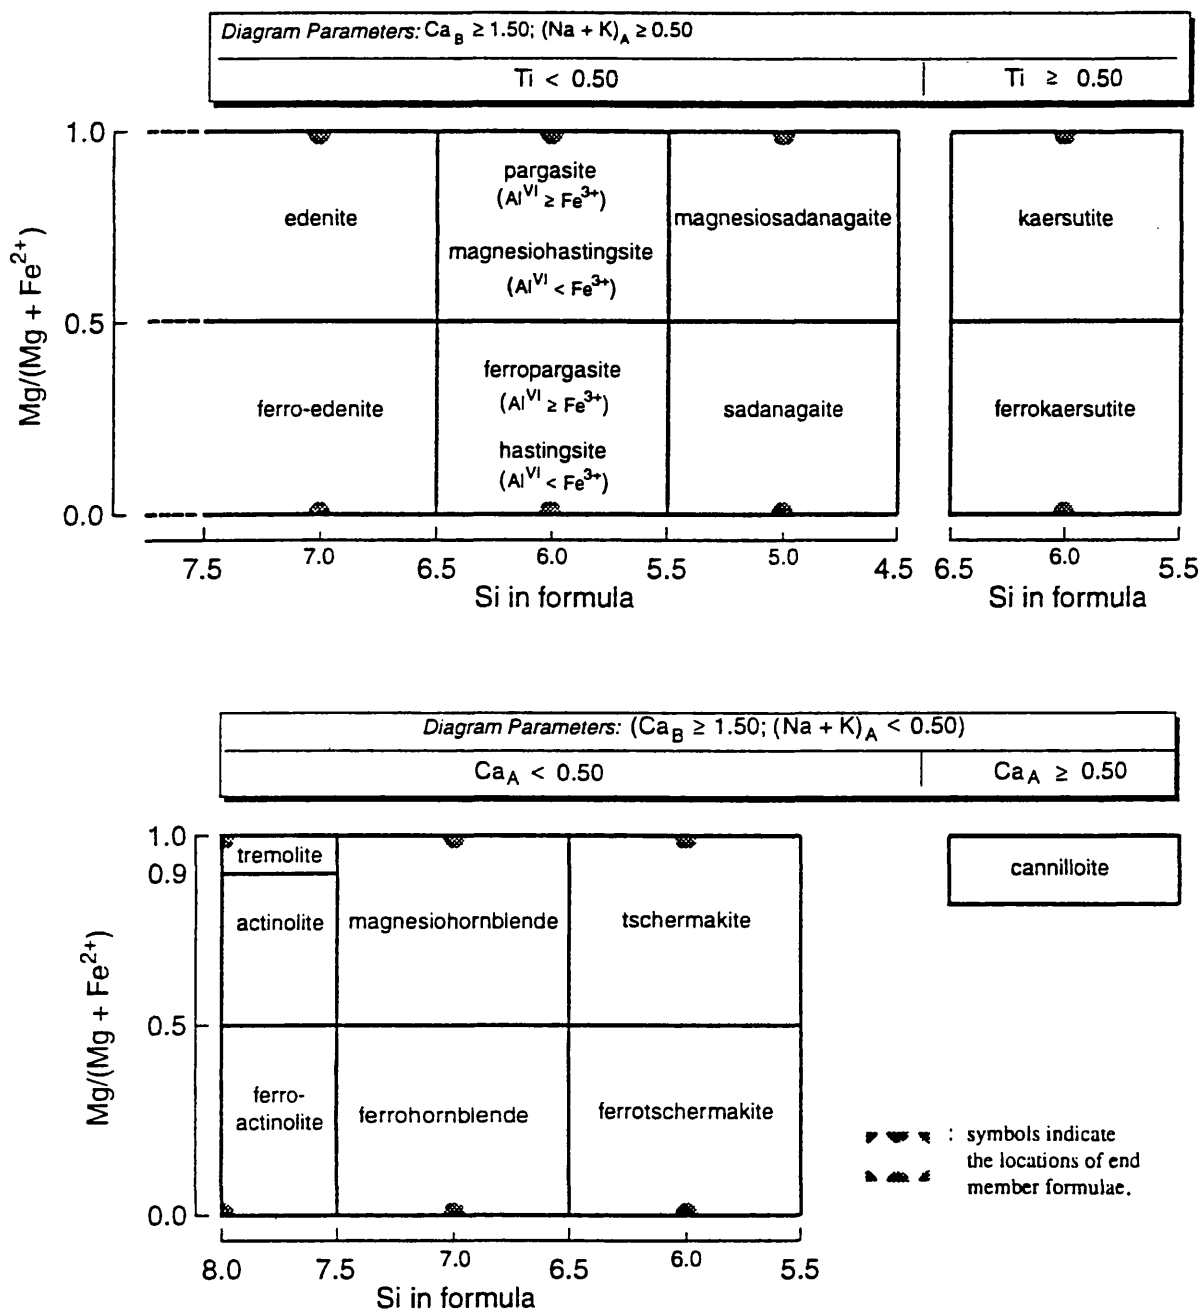 Diagram Parameters: Ca_B ≥ 1.50; (Na + K)_A ≥ 0.50
Ti < 0.50 | Ti ≥ 0.50
Mg/(Mg + Fe²⁺)
1.0
0.5
0.0
edenite
pargasite
(Al^VI ≥ Fe³⁺)
magnesiohastingsite
(Al^VI < Fe³⁺)
magnesiosadanagaite
kaersutite
ferro-edenite
ferropargasite
(Al^VI ≥ Fe³⁺)
hastingsite
(Al^VI < Fe³⁺)
sadanagaite
ferrokaersutite
7.5 7.0 6.5 6.0 5.5 5.0 4.5 6.5 6.0 5.5
Si in formula Si in formula
Diagram Parameters: (Ca_B ≥ 1.50; (Na + K)_A < 0.50)
Ca_A < 0.50 | Ca_A ≥ 0.50
Mg/(Mg + Fe²⁺)
1.0
0.9
0.5
0.0
tremolite
actinolite
magnesiohornblende
tschermakite
cannilloite
ferro-
actinolite
ferrohornblende
ferrotschermakite
: symbols indicate
the locations of end
member formulae.
8.0 7.5 7.0 6.5 6.0 5.5
Si in formula